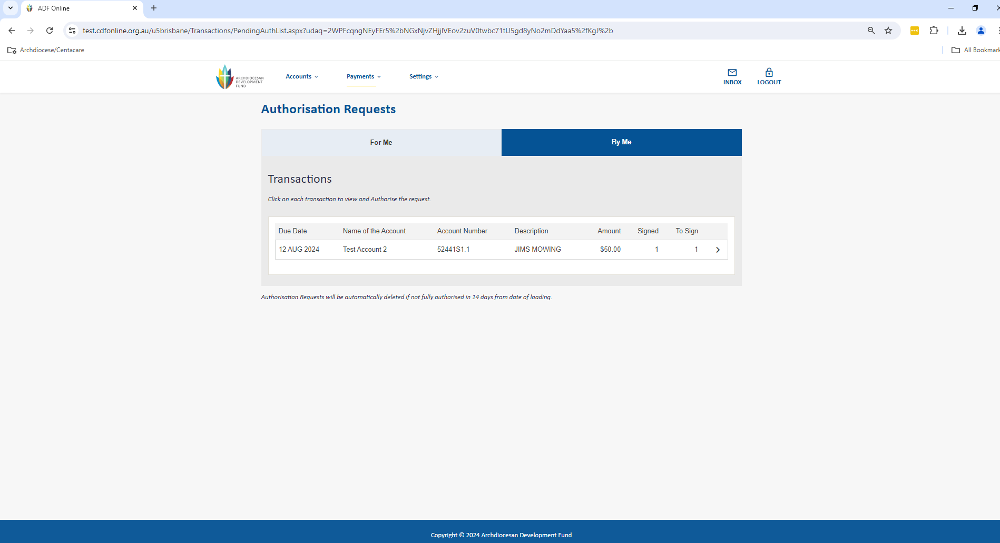 ADF Online
test.cdfonline.org.au/u5brisbane/Transactions/PendingAuthList.aspx?udaq=2WPFcqngNEyFEr5%2bNGxNjvZHjjlVEov2zuV0twbc71tU5gd8yNo2mDdYaa5%2fKgJ%2b
Archdiocese/Centacare
All Bookmark
ARCHDIOCESAN
DEVELOPMENT
FUND
Accounts
Payments
Settings
INBOX
LOGOUT
Authorisation Requests
For Me
By Me
Transactions
Click on each transaction to view and Authorise the request.
Due Date Name of the Account Account Number Description Amount Signed To Sign
12 AUG 2024 Test Account 2 52441S1.1 JIMS MOWING $50.00 1 1
Authorisation Requests will be automatically deleted if not fully authorised in 14 days from date of loading.
Copyright © 2024 Archdiocesan Development Fund